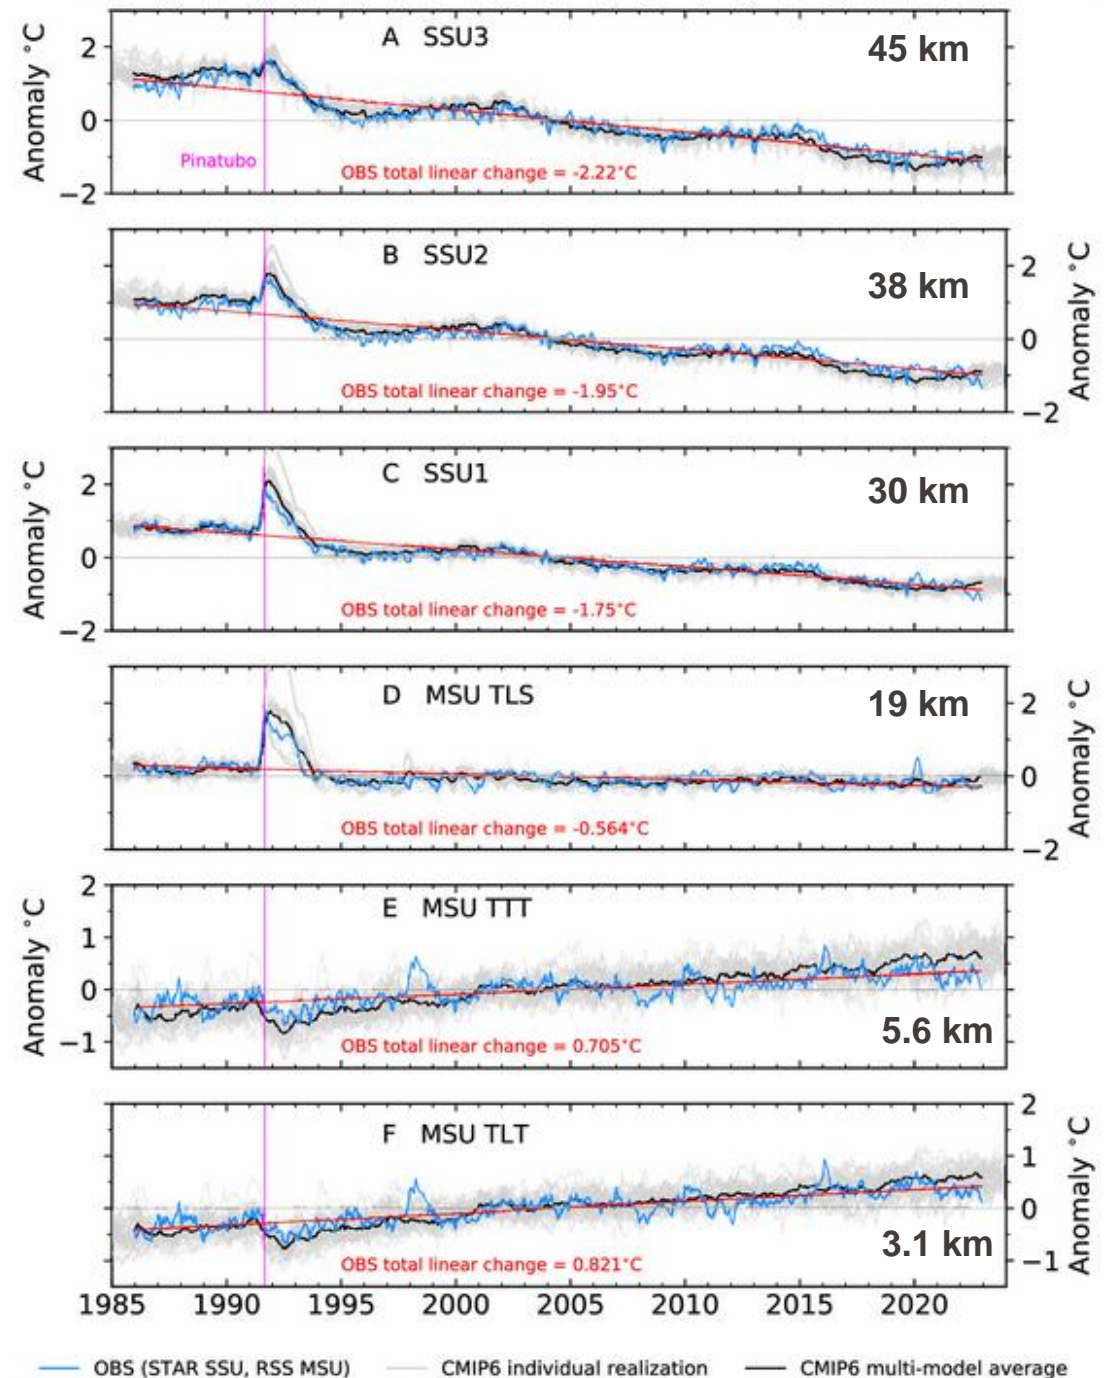 Anomaly °C
2
0
−2
A SSU3
45 km
Pinatubo
OBS total linear change = -2.22°C
B SSU2
38 km
OBS total linear change = -1.95°C
2
0
−2
Anomaly °C
Anomaly °C
2
0
−2
C SSU1
30 km
OBS total linear change = -1.75°C
D MSU TLS
19 km
OBS total linear change = -0.564°C
2
0
−2
Anomaly °C
Anomaly °C
2
1
0
−1
E MSU TTT
5.6 km
OBS total linear change = 0.705°C
F MSU TLT
3.1 km
OBS total linear change = 0.821°C
2
1
0
−1
Anomaly °C
1985 1990 1995 2000 2005 2010 2015 2020
OBS (STAR SSU, RSS MSU) CMIP6 individual realization CMIP6 multi-model average